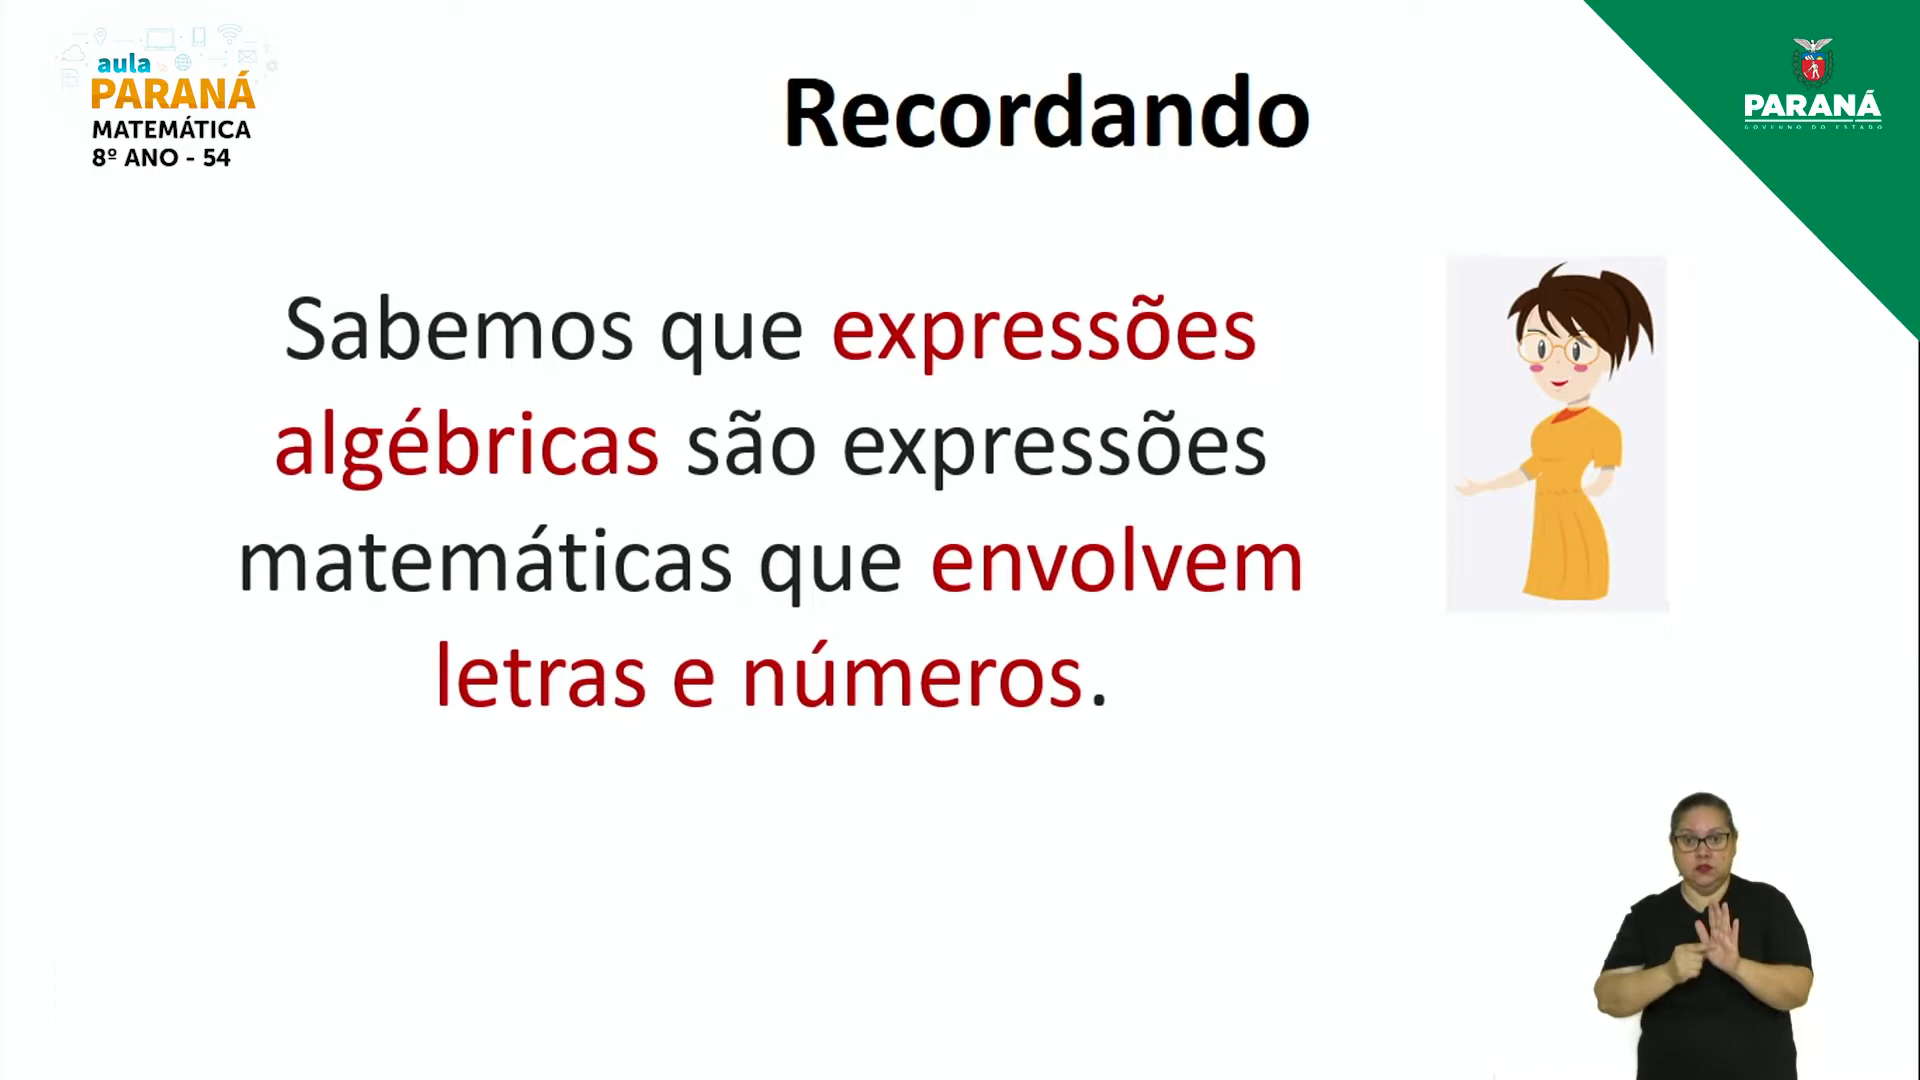 aula
PARANÁ
MATEMÁTICA
8º ANO - 54
Recordando
PARANÁ
GOVERNO DO ESTADO
Sabemos que expressões
algébricas são expressões
matemáticas que envolvem
letras e números.